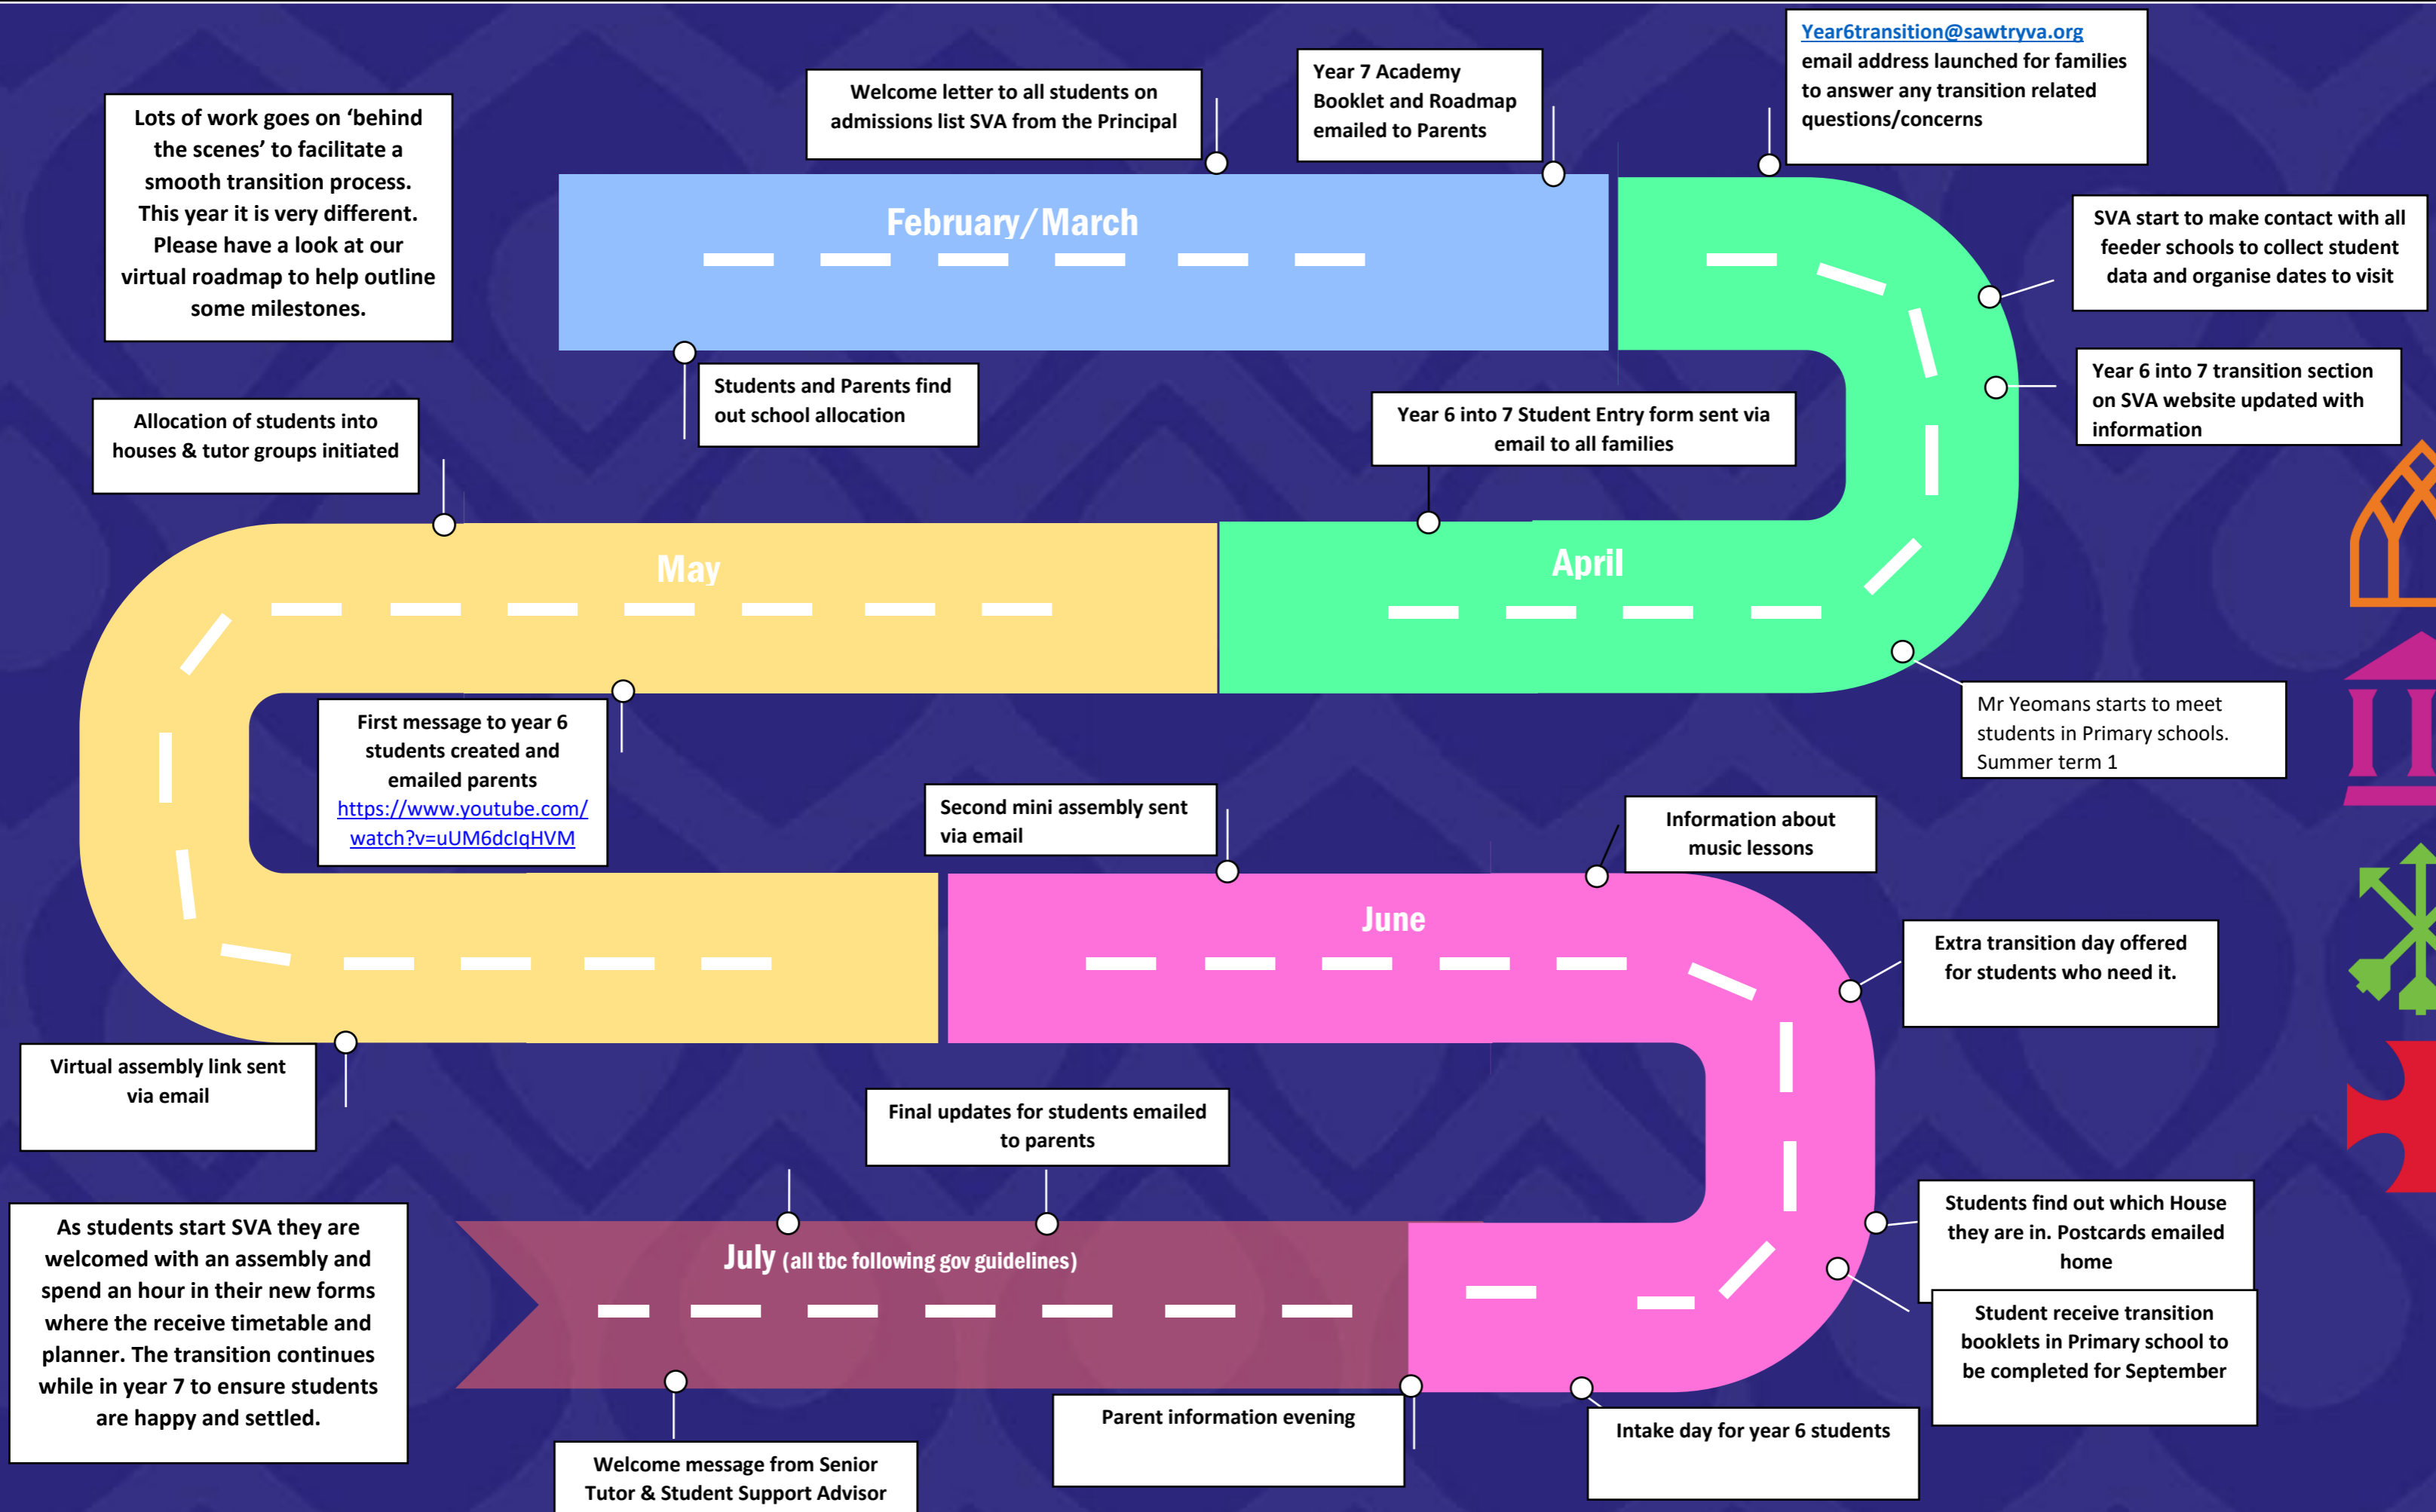 Lots of work goes on ‘behind
the scenes’ to facilitate a
smooth transition process.
This year it is very different.
Please have a look at our
virtual roadmap to help outline
some milestones.
Welcome letter to all students on
admissions list SVA from the Principal
Year 7 Academy
Booklet and Roadmap
emailed to Parents
Year6transition@sawtryva.org
email address launched for families
to answer any transition related
questions/concerns
February/March
SVA start to make contact with all
feeder schools to collect student
data and organise dates to visit
Students and Parents find
out school allocation
Year 6 into 7 transition section
on SVA website updated with
information
Allocation of students into
houses & tutor groups initiated
Year 6 into 7 Student Entry form sent via
email to all families
May
April
First message to year 6
students created and
emailed parents
https://www.youtube.com/
watch?v=uUM6dcIqHVM
Mr Yeomans starts to meet
students in Primary schools.
Summer term 1
Second mini assembly sent
via email
Information about
music lessons
June
Extra transition day offered
for students who need it.
Virtual assembly link sent
via email
Final updates for students emailed
to parents
Students find out which House
they are in. Postcards emailed
home
As students start SVA they are
welcomed with an assembly and
spend an hour in their new forms
where the receive timetable and
planner. The transition continues
while in year 7 to ensure students
are happy and settled.
July (all tbc following gov guidelines)
Student receive transition
booklets in Primary school to
be completed for September
Parent information evening
Intake day for year 6 students
Welcome message from Senior
Tutor & Student Support Advisor